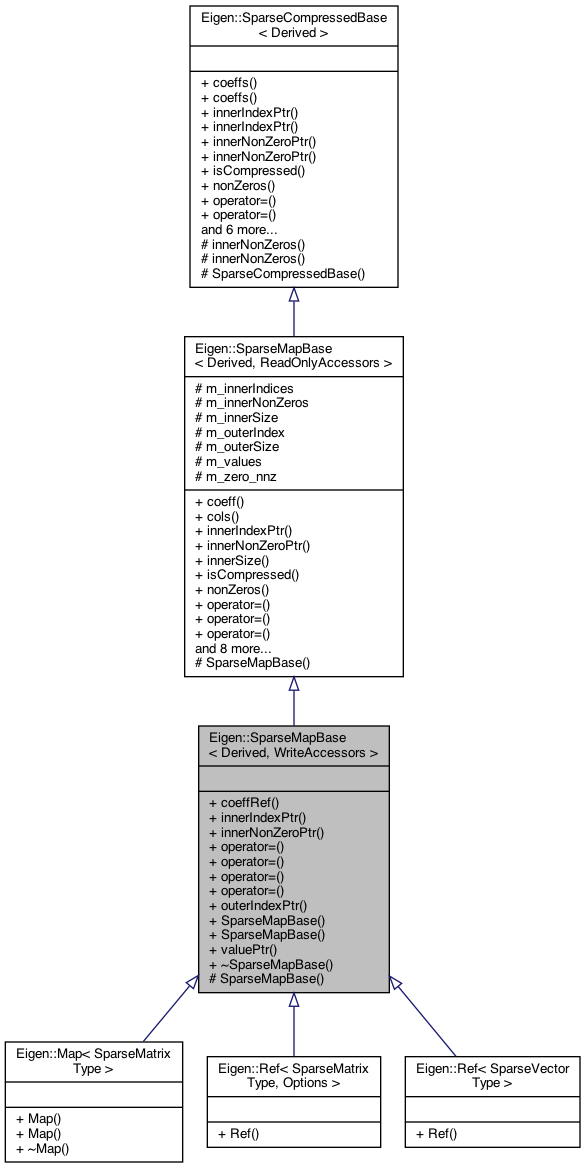 Eigen::SparseCompressedBase
< Derived >
+ coeffs()
+ coeffs()
+ innerIndexPtr()
+ innerIndexPtr()
+ innerNonZeroPtr()
+ innerNonZeroPtr()
+ isCompressed()
+ nonZeros()
+ operator=()
+ operator=()
and 6 more...
# innerNonZeros()
# innerNonZeros()
# SparseCompressedBase()
Eigen::SparseMapBase
< Derived, ReadOnlyAccessors >
# m_innerIndices
# m_innerNonZeros
# m_innerSize
# m_outerIndex
# m_outerSize
# m_values
# m_zero_nnz
+ coeff()
+ cols()
+ innerIndexPtr()
+ innerNonZeroPtr()
+ innerSize()
+ isCompressed()
+ nonZeros()
+ operator=()
+ operator=()
+ operator=()
and 8 more...
# SparseMapBase()
Eigen::SparseMapBase
< Derived, WriteAccessors >
+ coeffRef()
+ innerIndexPtr()
+ innerNonZeroPtr()
+ operator=()
+ operator=()
+ operator=()
+ operator=()
+ outerIndexPtr()
+ SparseMapBase()
+ SparseMapBase()
+ valuePtr()
+ ~SparseMapBase()
# SparseMapBase()
Eigen::Map< SparseMatrix
Type >
+ Map()
+ Map()
+ ~Map()
Eigen::Ref< SparseMatrix
Type, Options >
+ Ref()
Eigen::Ref< SparseVector
Type >
+ Ref()